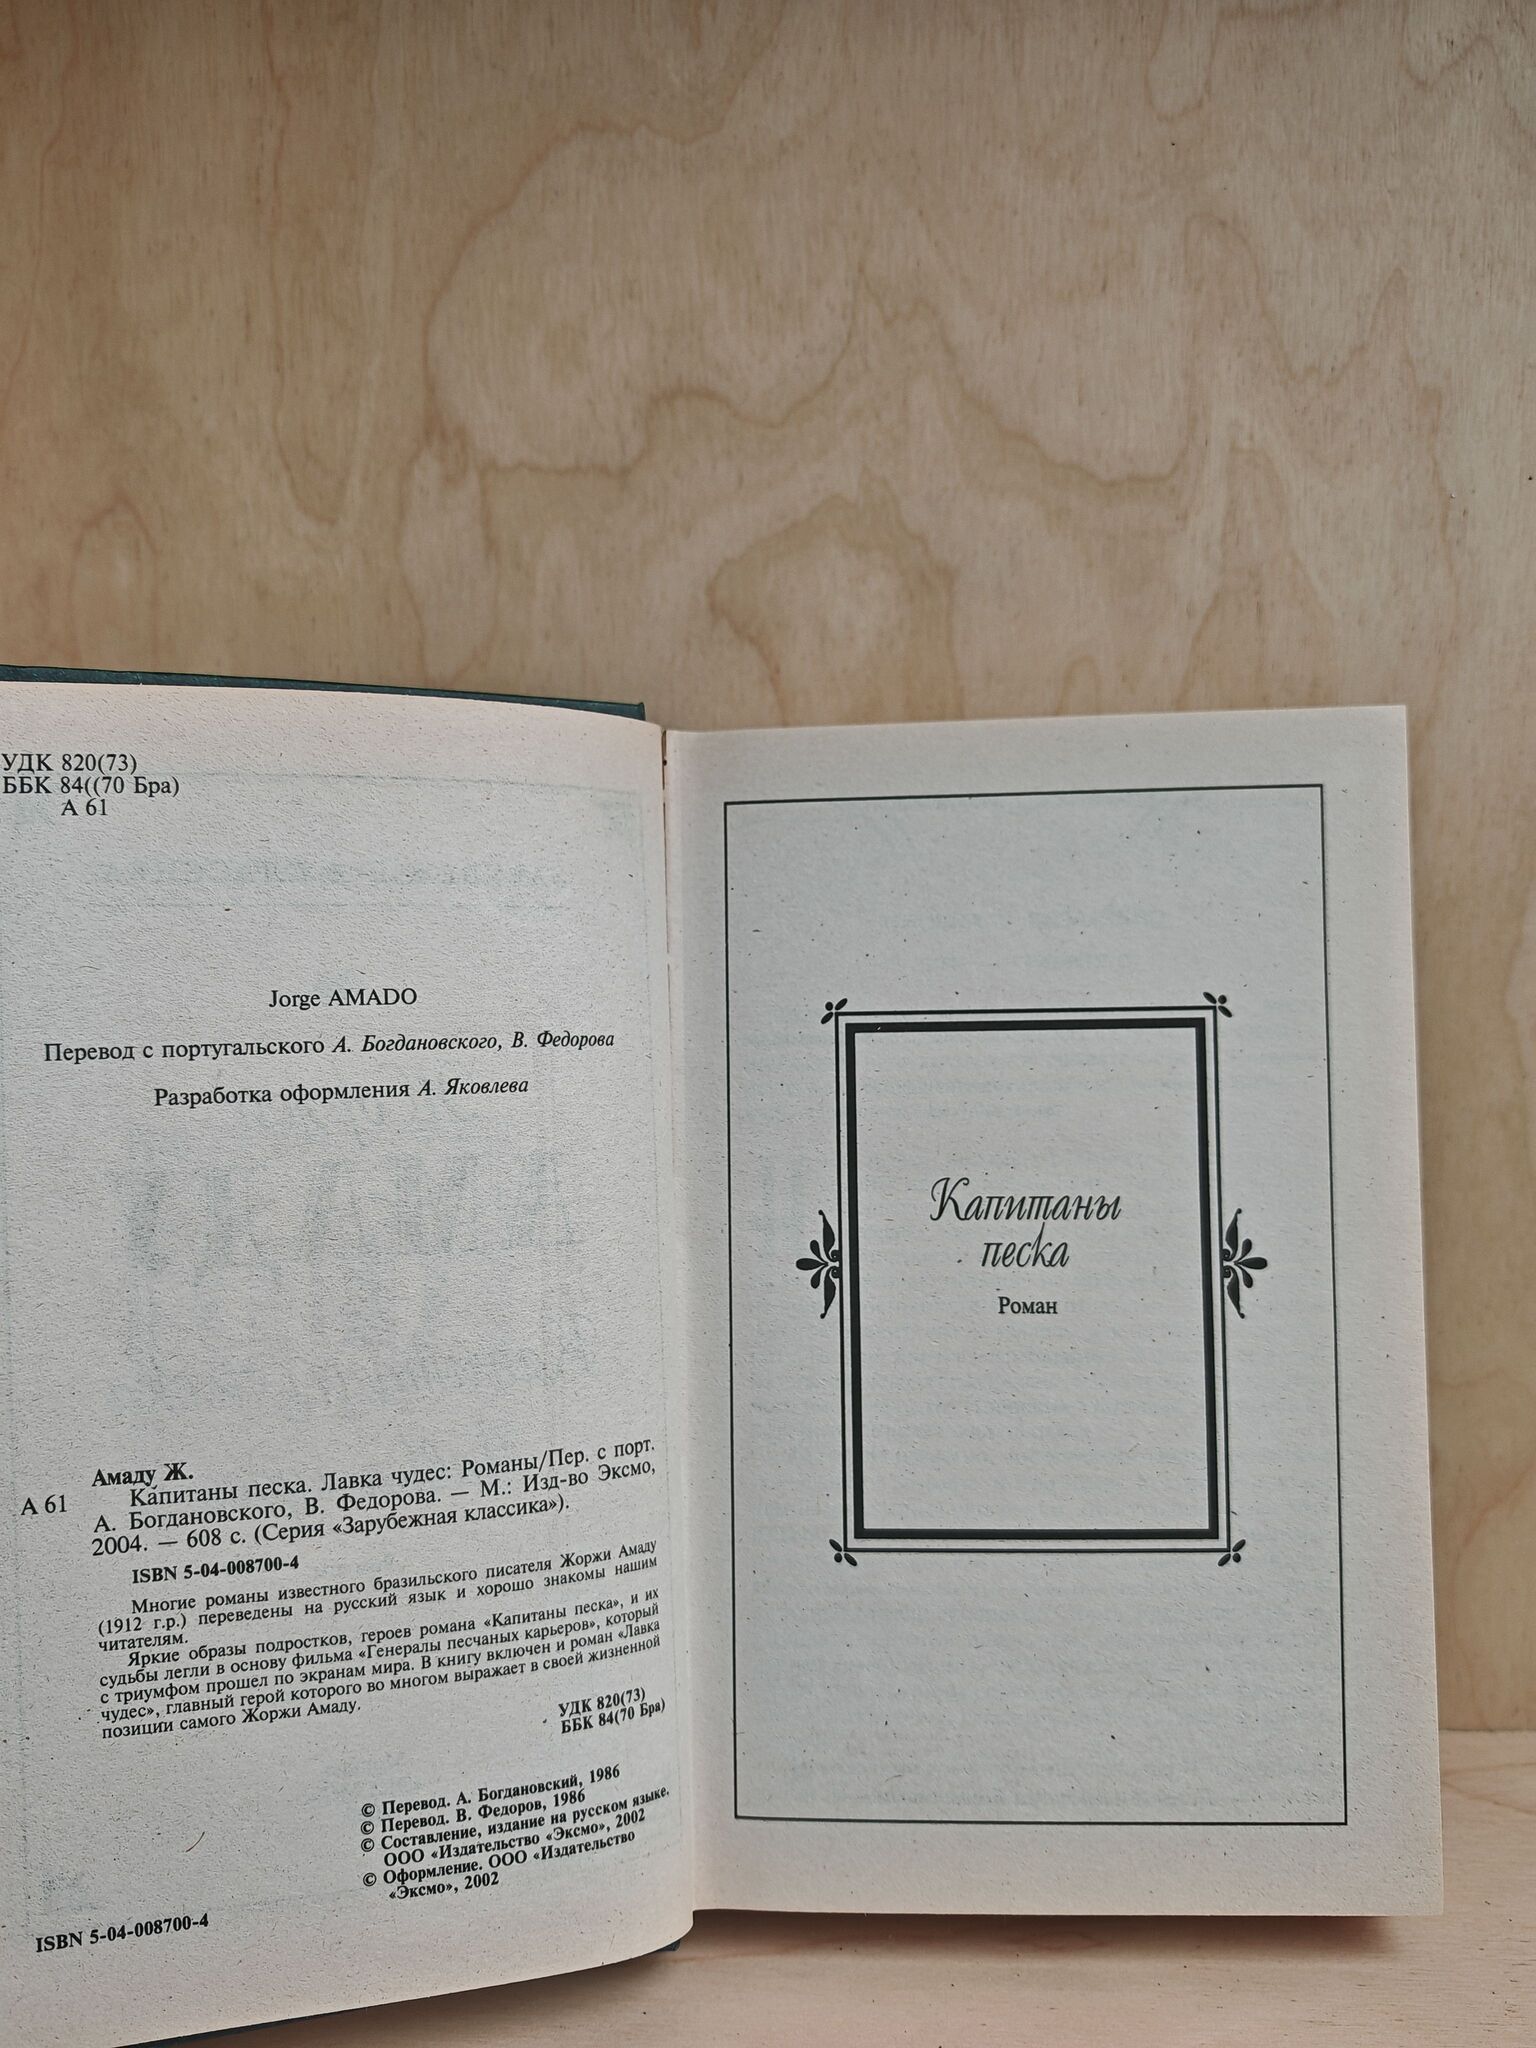 УДК 820(73)
ББК 84((70 Бра)
А 61
Jorge AMADO
Перевод с португальского А. Богдановского, В. Федорова
Разработка оформления А. Яковлева
Амаду Ж.
А 61 Капитаны песка. Лавка чудес: Романы/Пер. с порт.
А. Богдановского, В. Федорова. — М.: Изд-во Эксмо,
2004. — 608 с. (Серия «Зарубежная классика»).
ISBN 5-04-008700-4
Многие романы известного бразильского писателя Жоржи Амаду
(1912 г.р.) переведены на русский язык и хорошо знакомы нашим
читателям.
Яркие образы подростков, героев романа «Капитаны песка», и их
судьбы легли в основу фильма «Генералы песчаных карьеров», который
с триумфом прошел по экранам мира. В книгу включен и роман «Лавка
чудес», главный герой которого во многом выражает в своей жизненной
позиции самого Жоржи Амаду.
УДК 820(73)
ББК 84(70 Бра)
© Перевод. А. Богдановский, 1986
© Перевод. В. Федоров, 1986
© Составление, издание на русском языке.
ООО «Издательство «Эксмо», 2002
© Оформление. ООО «Издательство
«Эксмо», 2002
ISBN 5-04-008700-4
Капитаны
песка
Роман